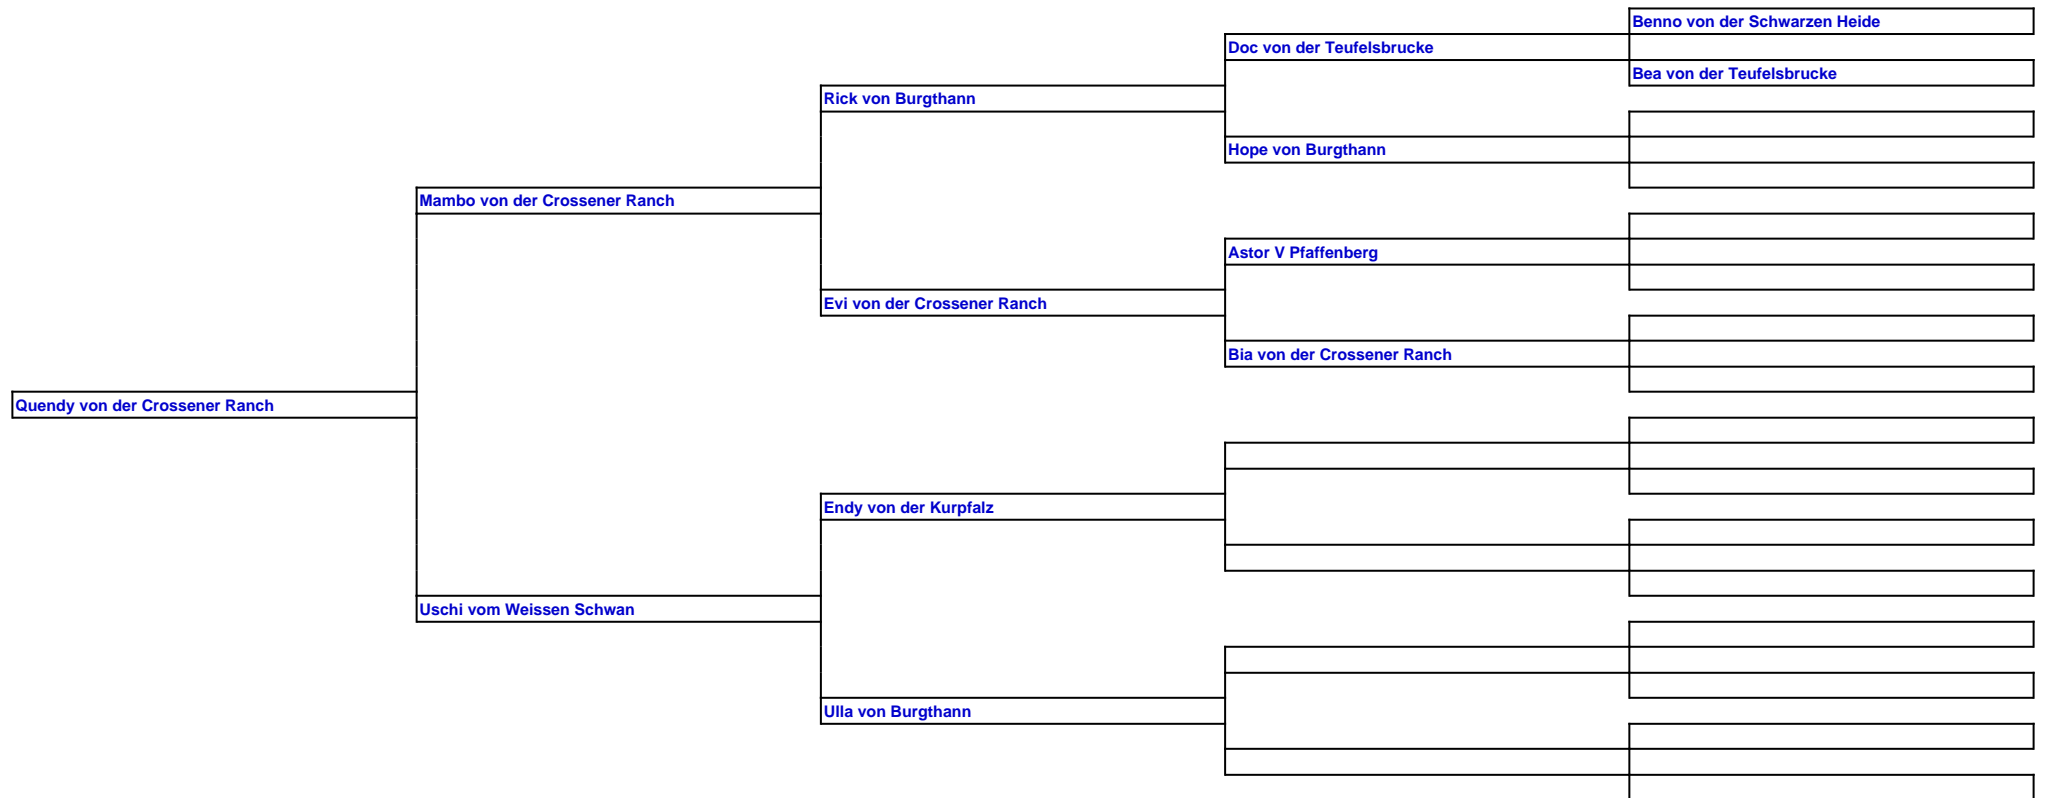 Benno von der Schwarzen Heide
Doc von der Teufelsbrucke
Bea von der Teufelsbrucke
Rick von Burgthann
Hope von Burgthann
Mambo von der Crossener Ranch
Astor V Pfaffenberg
Evi von der Crossener Ranch
Bia von der Crossener Ranch
Quendy von der Crossener Ranch
Endy von der Kurpfalz
Uschi vom Weissen Schwan
Ulla von Burgthann